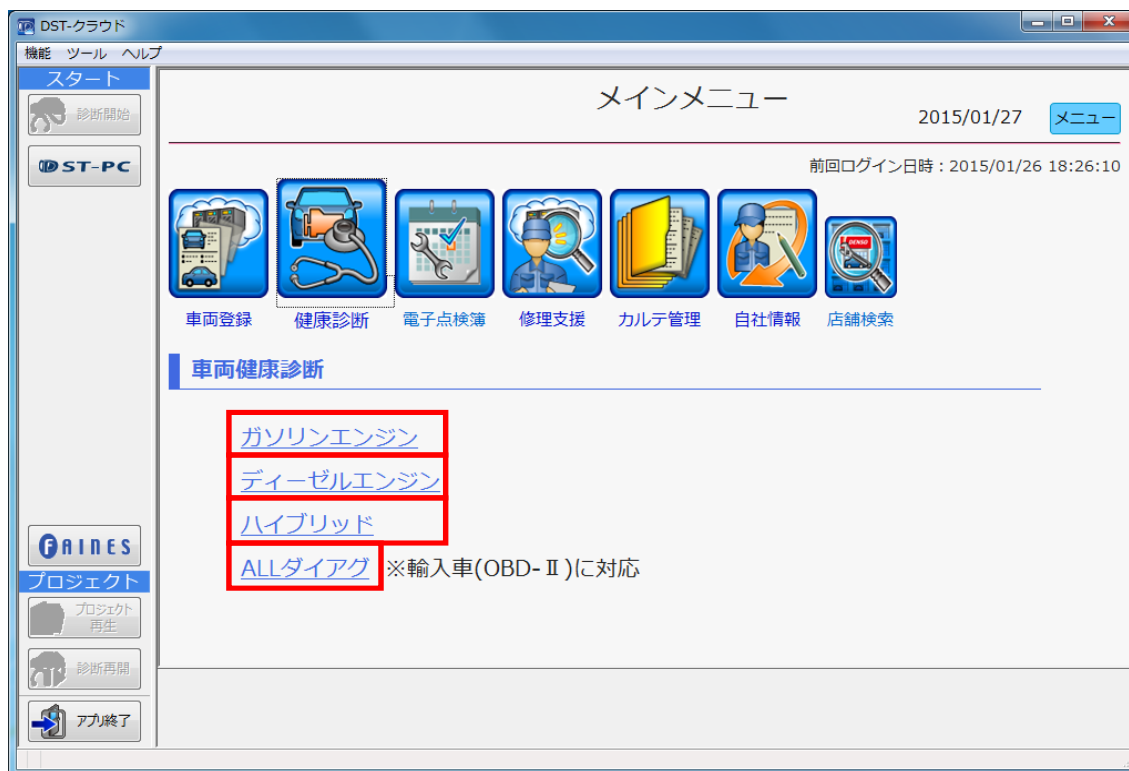 DST-クラウド
機能 ツール ヘルプ
スタート
診断開始
DST-PC
FAINES
プロジェクト
プロジェクト
再生
診断再開
アプリ終了
メインメニュー
2015/01/27
メニュー
前回ログイン日時：2015/01/26 18:26:10
DENSO
車両登録 健康診断 電子点検簿 修理支援 カルテ管理 自社情報 店舗検索
車両健康診断
ガソリンエンジン
ディーゼルエンジン
ハイブリッド
ALLダイアグ ※輸入車(OBD-Ⅱ)に対応